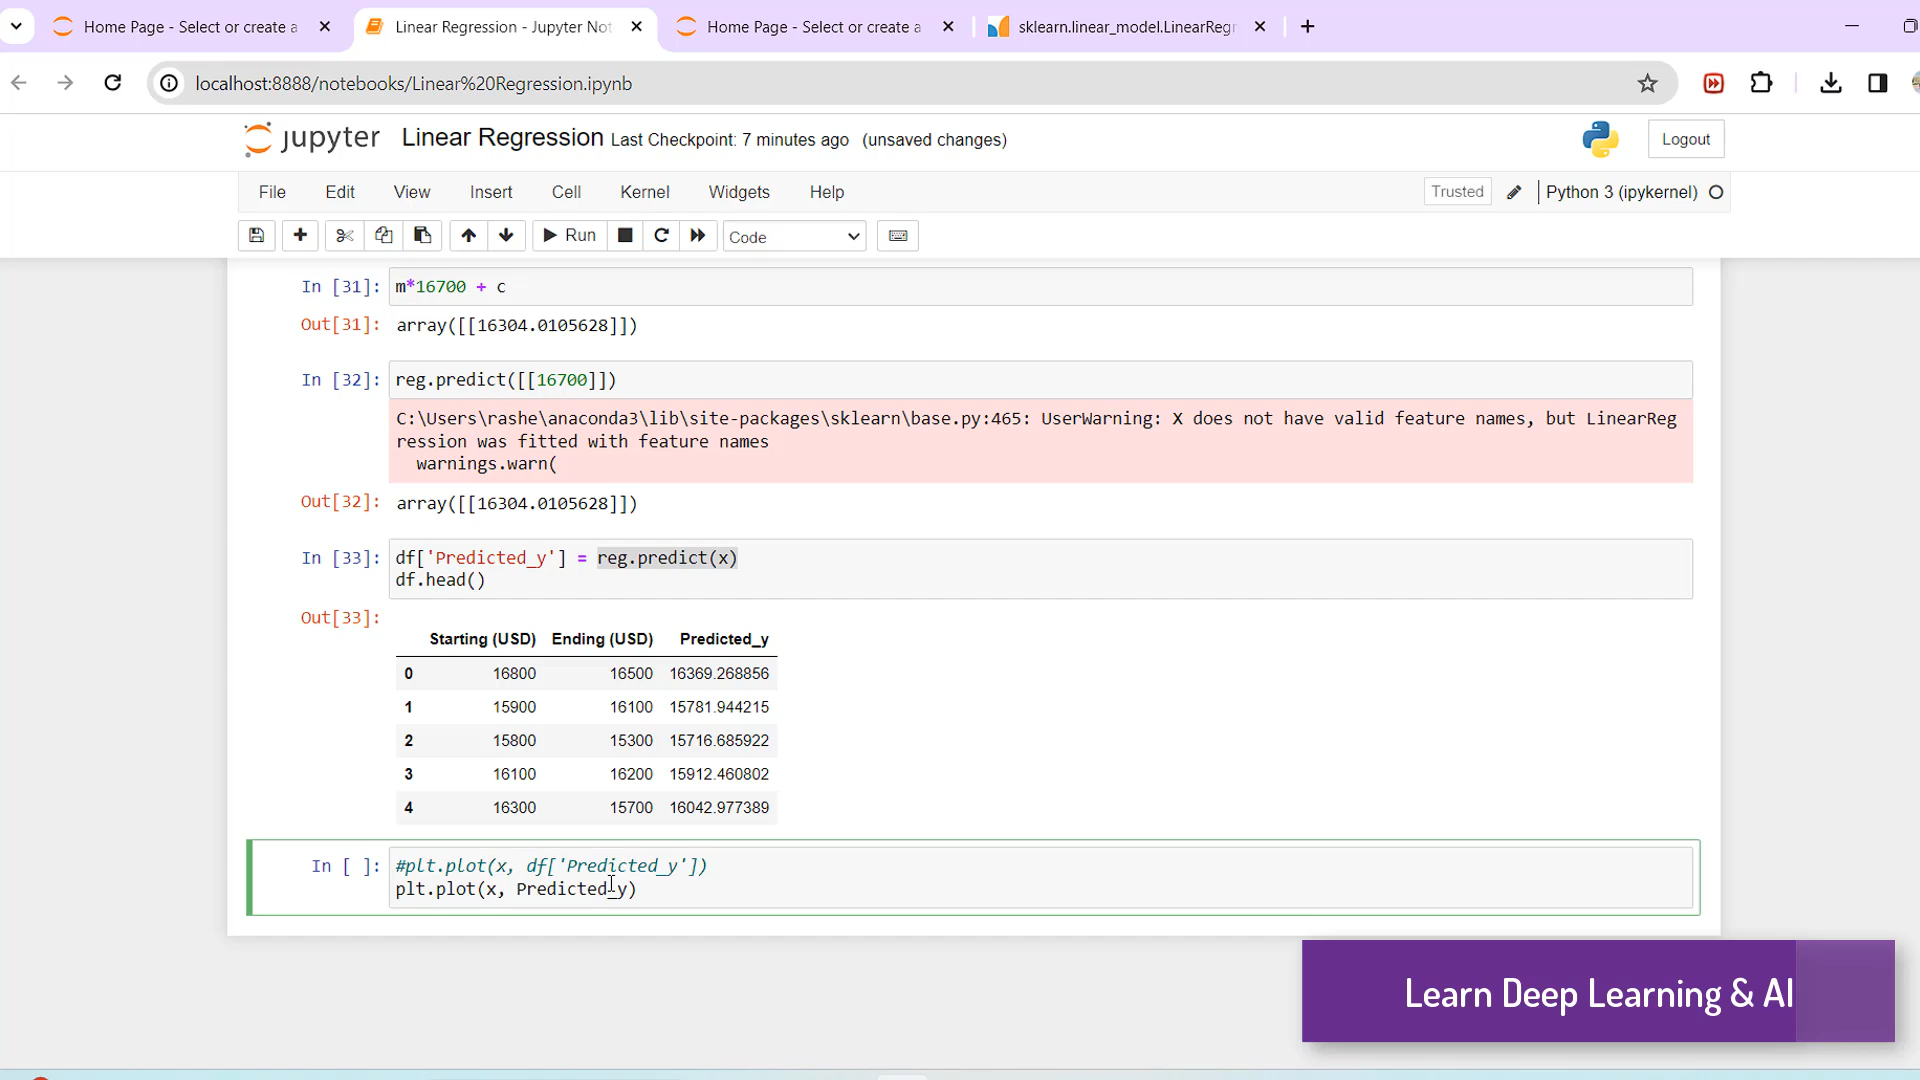 Home Page - Select or create a
Linear Regression - Jupyter Not
Home Page - Select or create a
sklearn.linear_model.LinearRegr
localhost:8888/notebooks/Linear%20Regression.ipynb
jupyter Linear Regression Last Checkpoint: 7 minutes ago (unsaved changes)
Logout
File Edit View Insert Cell Kernel Widgets Help
Trusted
Python 3 (ipykernel)
Run
Code
In [31]: m*16700 + c
Out[31]: array([[16304.0105628]])
In [32]: reg.predict([[16700]])
C:\Users\rashe\anaconda3\lib\site-packages\sklearn\base.py:465: UserWarning: X does not have valid feature names, but LinearReg
ression was fitted with feature names
warnings.warn(
Out[32]: array([[16304.0105628]])
In [33]: df['Predicted_y'] = reg.predict(x)
df.head()
Out[33]:
Starting (USD) Ending (USD) Predicted_y
0 16800 16500 16369.268856
1 15900 16100 15781.944215
2 15800 15300 15716.685922
3 16100 16200 15912.460802
4 16300 15700 16042.977389
In [ ]: #plt.plot(x, df['Predicted_y'])
plt.plot(x, Predicted_y)
Learn Deep Learning & AI